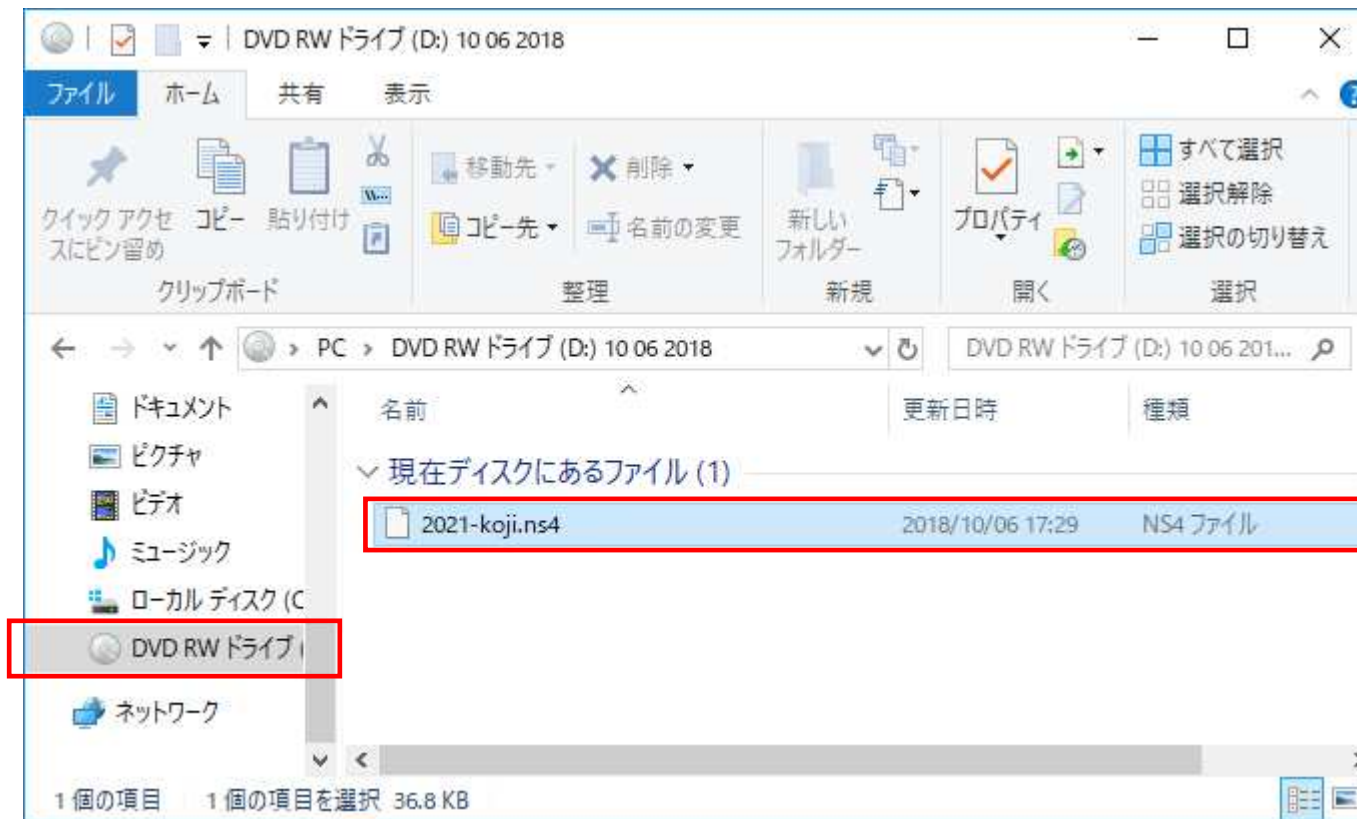 DVD RW ドライブ (D:) 10 06 2018
ファイル ホーム 共有 表示
クイック アクセスにピン留め
コピー
貼り付け
クリップボード
移動先
コピー先
削除
名前の変更
整理
新しい
フォルダー
新規
プロパティ
開く
すべて選択
選択解除
選択の切り替え
選択
PC > DVD RW ドライブ (D:) 10 06 2018
DVD RW ドライブ (D:) 10 06 201...
ドキュメント
ピクチャ
ビデオ
ミュージック
ローカル ディスク (C
DVD RW ドライブ (
ネットワーク
名前 更新日時 種類
現在ディスクにあるファイル (1)
2021-koji.ns4 2018/10/06 17:29 NS4 ファイル
1 個の項目 1 個の項目を選択 36.8 KB